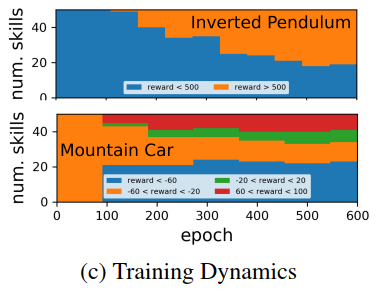 num. skills
40
20
0
Inverted Pendulum
reward < 500
reward > 500
num. skills
40
20
0
Mountain Car
reward < -60
-60 < reward < -20
-20 < reward < 20
60 < reward < 100
0 100 200 300 400 500 600
epoch
(c) Training Dynamics